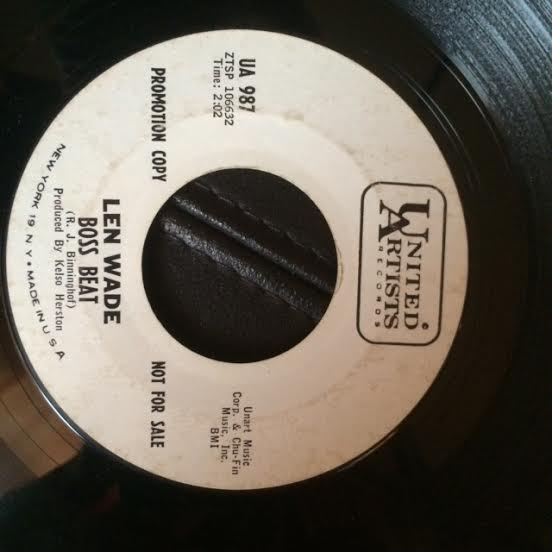 UNITED
ARTISTS
RECORDS
UA 987
ZTSP 106632
Time: 2:02
Unart Music
Corp. & Chu-Fin
Music, Inc.
BMI
PROMOTION COPY
NOT FOR SALE
LEN WADE
BOSS BEAT
(R. J. Binninghof)
Produced By Kelso Herston
NEW YORK 19 N Y • MADE IN U S A